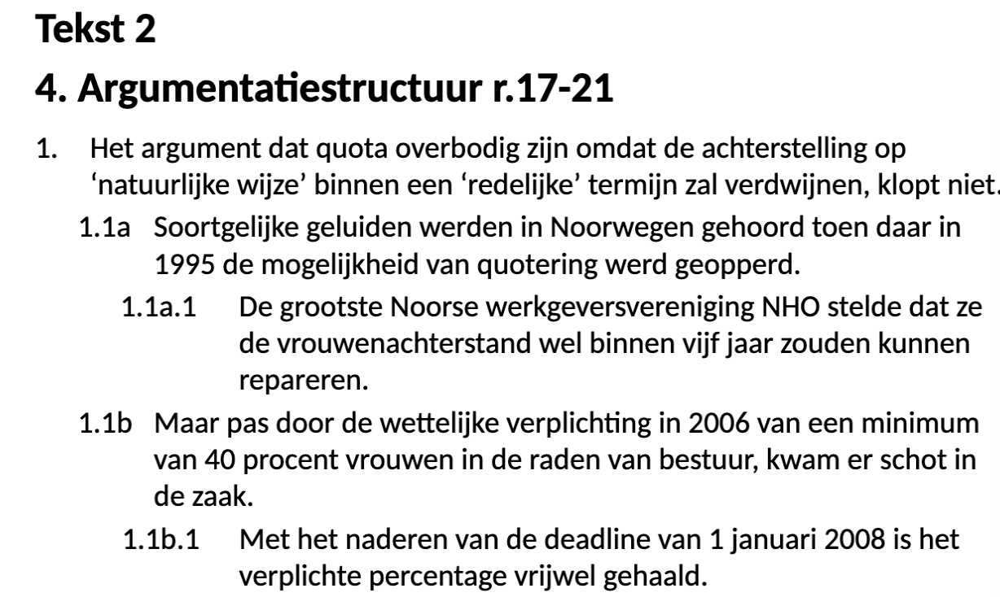 Tekst 2
4. Argumentatiestructuur r.17-21
1. Het argument dat quota overbodig zijn omdat de achterstelling op
‘natuurlijke wijze’ binnen een ‘redelijke’ termijn zal verdwijnen, klopt niet.
1.1a Soortgelijke geluiden werden in Noorwegen gehoord toen daar in
1995 de mogelijkheid van quotering werd geopperd.
1.1a.1 De grootste Noorse werkgeversvereniging NHO stelde dat ze
de vrouwenachterstand wel binnen vijf jaar zouden kunnen
repareren.
1.1b Maar pas door de wettelijke verplichting in 2006 van een minimum
van 40 procent vrouwen in de raden van bestuur, kwam er schot in
de zaak.
1.1b.1 Met het naderen van de deadline van 1 januari 2008 is het
verplichte percentage vrijwel gehaald.